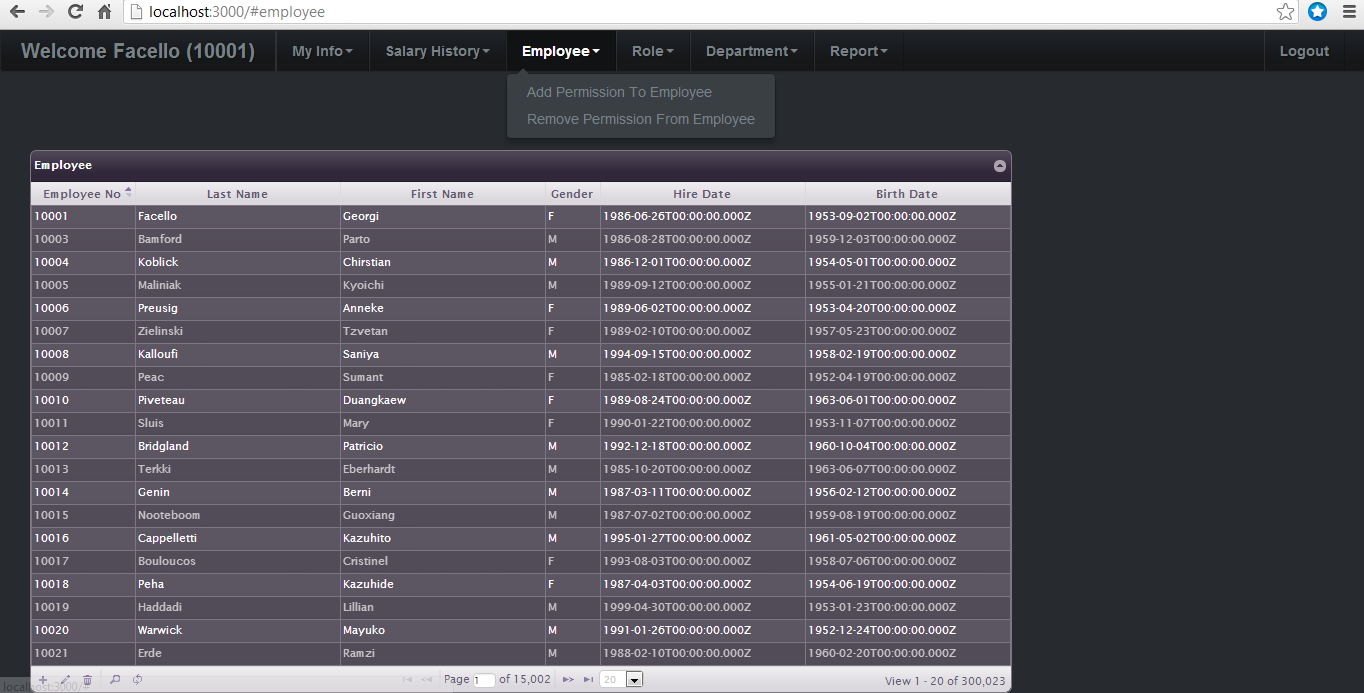 localhost:3000/#employee
Welcome Facello (10001) My Info Salary History Employee Role Department Report Logout
Add Permission To Employee
Remove Permission From Employee
Employee
Employee No Last Name First Name Gender Hire Date Birth Date
10001 Facello Georgi F 1986-06-26T00:00:00.000Z 1953-09-02T00:00:00.000Z
10003 Bamford Parto M 1986-08-28T00:00:00.000Z 1959-12-03T00:00:00.000Z
10004 Koblick Chirstian M 1986-12-01T00:00:00.000Z 1954-05-01T00:00:00.000Z
10005 Maliniak Kyoichi M 1989-09-12T00:00:00.000Z 1955-01-21T00:00:00.000Z
10006 Preusig Anneke F 1989-06-02T00:00:00.000Z 1953-04-20T00:00:00.000Z
10007 Zielinski Tzvetan F 1989-02-10T00:00:00.000Z 1957-05-23T00:00:00.000Z
10008 Kalloufi Saniya M 1994-09-15T00:00:00.000Z 1958-02-19T00:00:00.000Z
10009 Peac Sumant F 1985-02-18T00:00:00.000Z 1952-04-19T00:00:00.000Z
10010 Piveteau Duangkaew F 1989-08-24T00:00:00.000Z 1963-06-01T00:00:00.000Z
10011 Sluis Mary F 1990-01-22T00:00:00.000Z 1953-11-07T00:00:00.000Z
10012 Bridgland Patricio M 1992-12-18T00:00:00.000Z 1960-10-04T00:00:00.000Z
10013 Terkki Eberhardt M 1985-10-20T00:00:00.000Z 1963-06-07T00:00:00.000Z
10014 Genin Berni M 1987-03-11T00:00:00.000Z 1956-02-12T00:00:00.000Z
10015 Nooteboom Guoxiang M 1987-07-02T00:00:00.000Z 1959-08-19T00:00:00.000Z
10016 Cappelletti Kazuhito M 1995-01-27T00:00:00.000Z 1961-05-02T00:00:00.000Z
10017 Bouloucos Cristinel F 1993-08-03T00:00:00.000Z 1958-07-06T00:00:00.000Z
10018 Peha Kazuhide F 1987-04-03T00:00:00.000Z 1954-06-19T00:00:00.000Z
10019 Haddadi Lillian M 1999-04-30T00:00:00.000Z 1953-01-23T00:00:00.000Z
10020 Warwick Mayuko M 1991-01-26T00:00:00.000Z 1952-12-24T00:00:00.000Z
10021 Erde Ramzi M 1988-02-10T00:00:00.000Z 1960-02-20T00:00:00.000Z
Page 1 of 15,002 20 View 1 - 20 of 300,023
localhost:3000/#